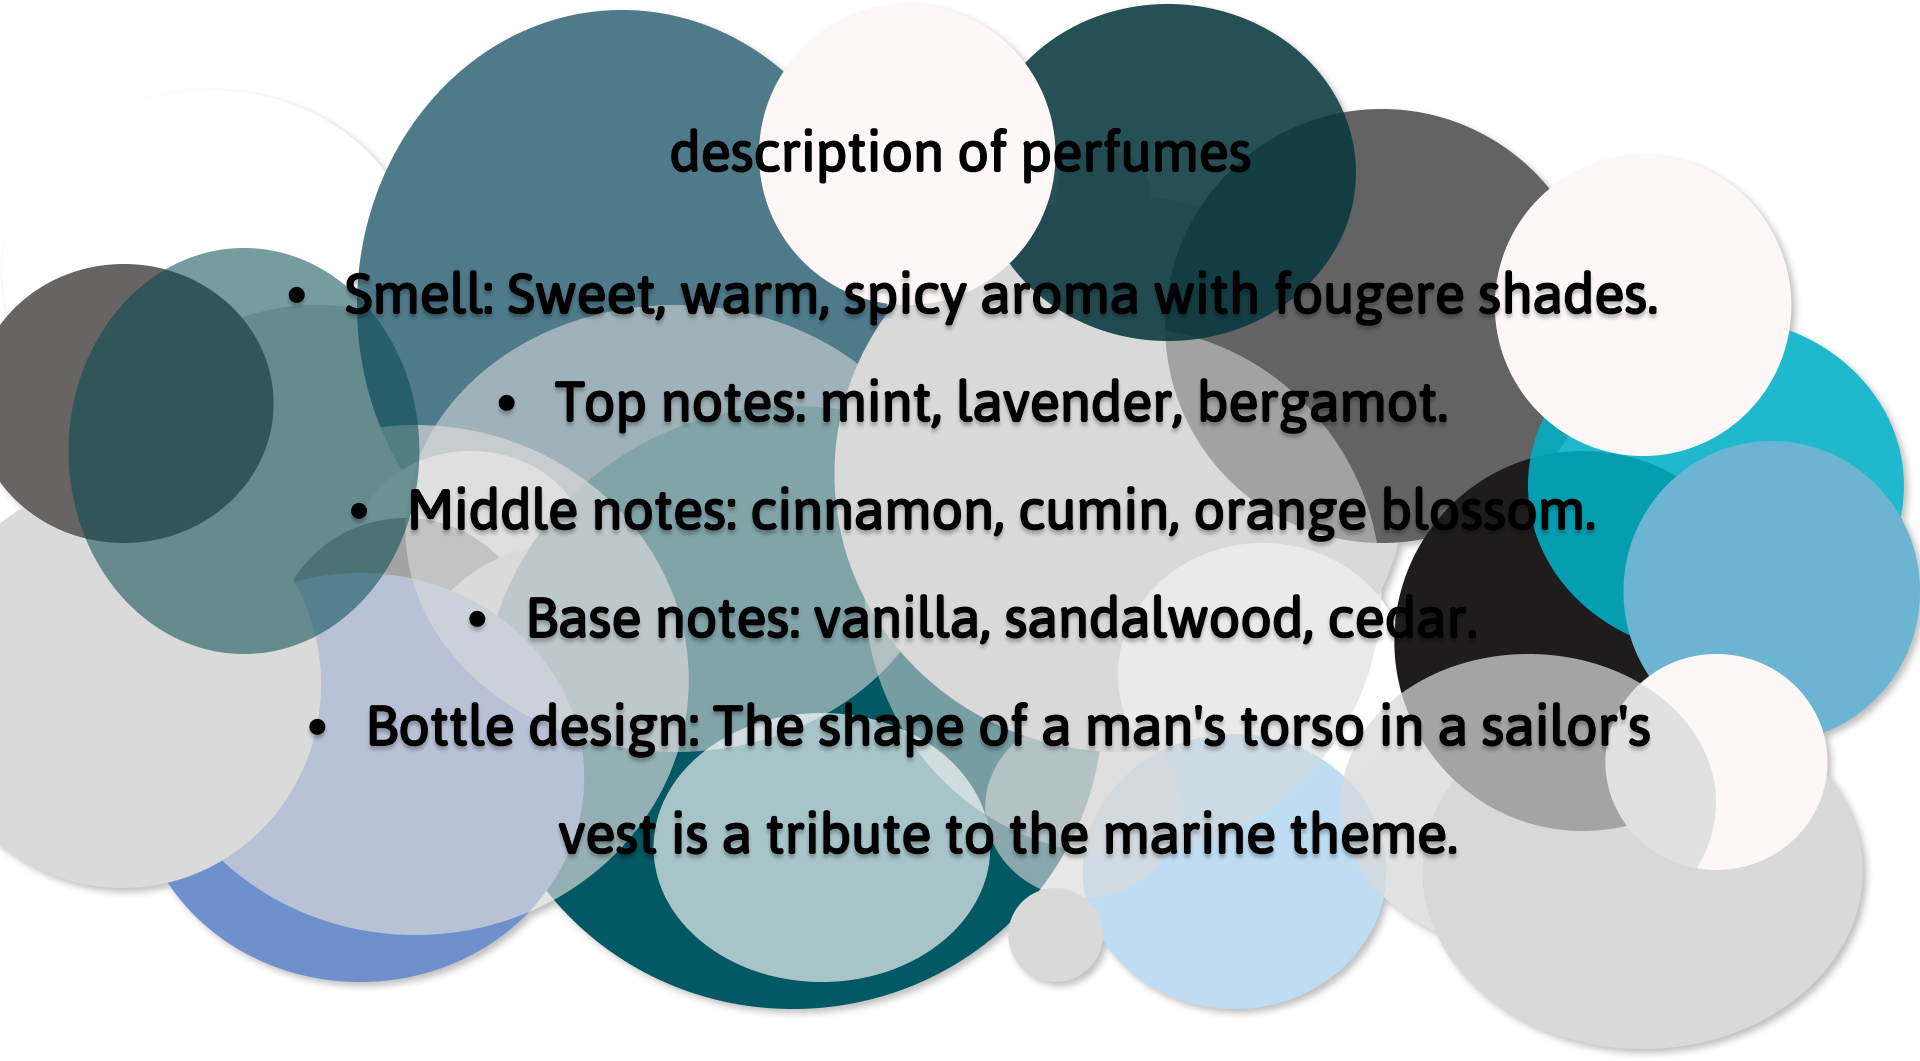 description of perfumes
• Smell: Sweet, warm, spicy aroma with fougere shades.
• Top notes: mint, lavender, bergamot.
• Middle notes: cinnamon, cumin, orange blossom.
• Base notes: vanilla, sandalwood, cedar.
• Bottle design: The shape of a man's torso in a sailor's
vest is a tribute to the marine theme.